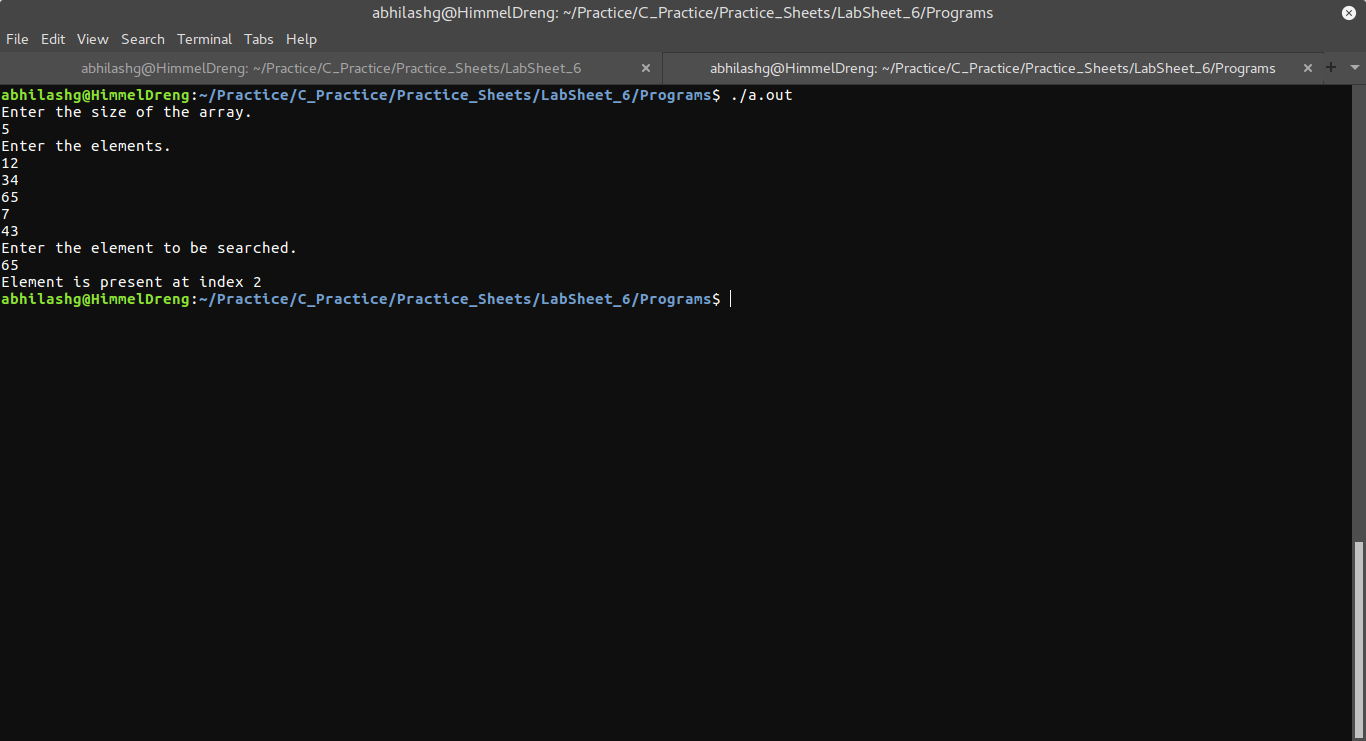 abhilashg@HimmelDreng: ~/Practice/C_Practice/Practice_Sheets/LabSheet_6/Programs
File Edit View Search Terminal Tabs Help
abhilashg@HimmelDreng: ~/Practice/C_Practice/Practice_Sheets/LabSheet_6 abhilashg@HimmelDreng: ~/Practice/C_Practice/Practice_Sheets/LabSheet_6/Programs
abhilashg@HimmelDreng:~/Practice/C_Practice/Practice_Sheets/LabSheet_6/Programs$ ./a.out
Enter the size of the array.
5
Enter the elements.
12
34
65
7
43
Enter the element to be searched.
65
Element is present at index 2
abhilashg@HimmelDreng:~/Practice/C_Practice/Practice_Sheets/LabSheet_6/Programs$